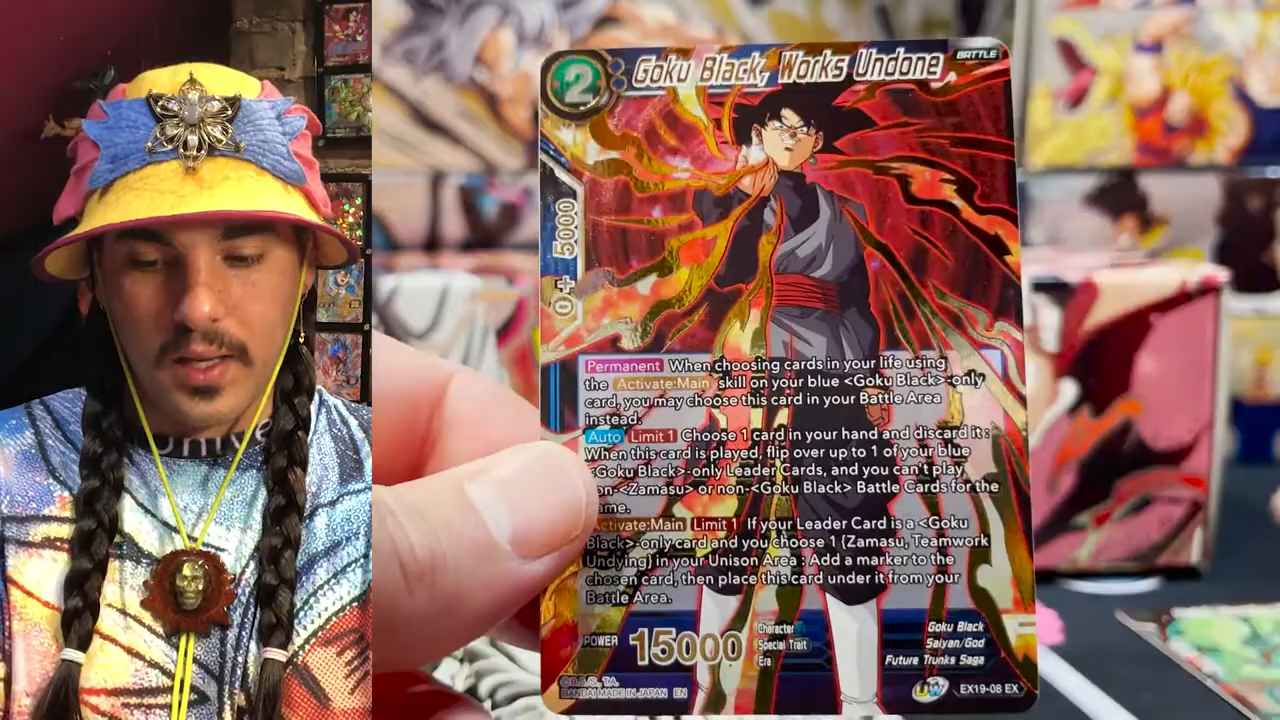 2
Goku Black, Works Undone
BATTLE
0+ 5000
Permanent When choosing cards in your life using
the Activate:Main skill on your blue <Goku Black>-only
card, you may choose this card in your Battle Area
instead.
Auto Limit 1 Choose 1 card in your hand and discard it :
When this card is played, flip over up to 1 of your blue
<Goku Black>-only Leader Cards, and you can't play
non-<Zamasu> or non-<Goku Black> Battle Cards for the
game.
Activate:Main Limit 1 If your Leader Card is a <Goku
Black>-only card and you choose 1 {Zamasu, Teamwork
Undying} in your Unison Area : Add a marker to the
chosen card, then place this card under it from your
Battle Area.
POWER 15000
Character Goku Black
Special Trait Saiyan/God
Era Future Trunks Saga
©B.S./S., T.A.
BANDAI MADE IN JAPAN EN
UW EX19-08 EX